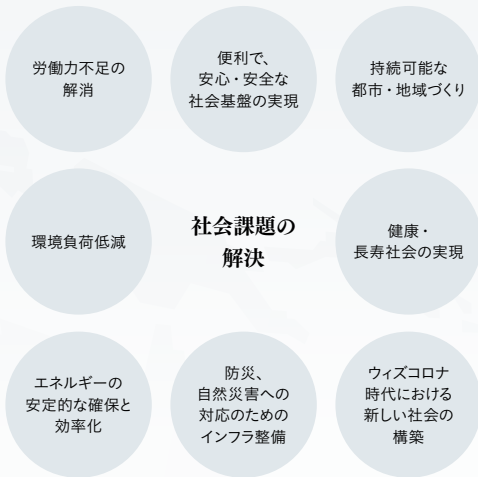 労働力不足の
解消
便利で、
安心・安全な
社会基盤の実現
持続可能な
都市・地域づくり
環境負荷低減
社会課題の
解決
健康・
長寿社会の実現
エネルギーの
安定的な確保と
効率化
防災、
自然災害への
対応のための
インフラ整備
ウィズコロナ
時代における
新しい社会の
構築